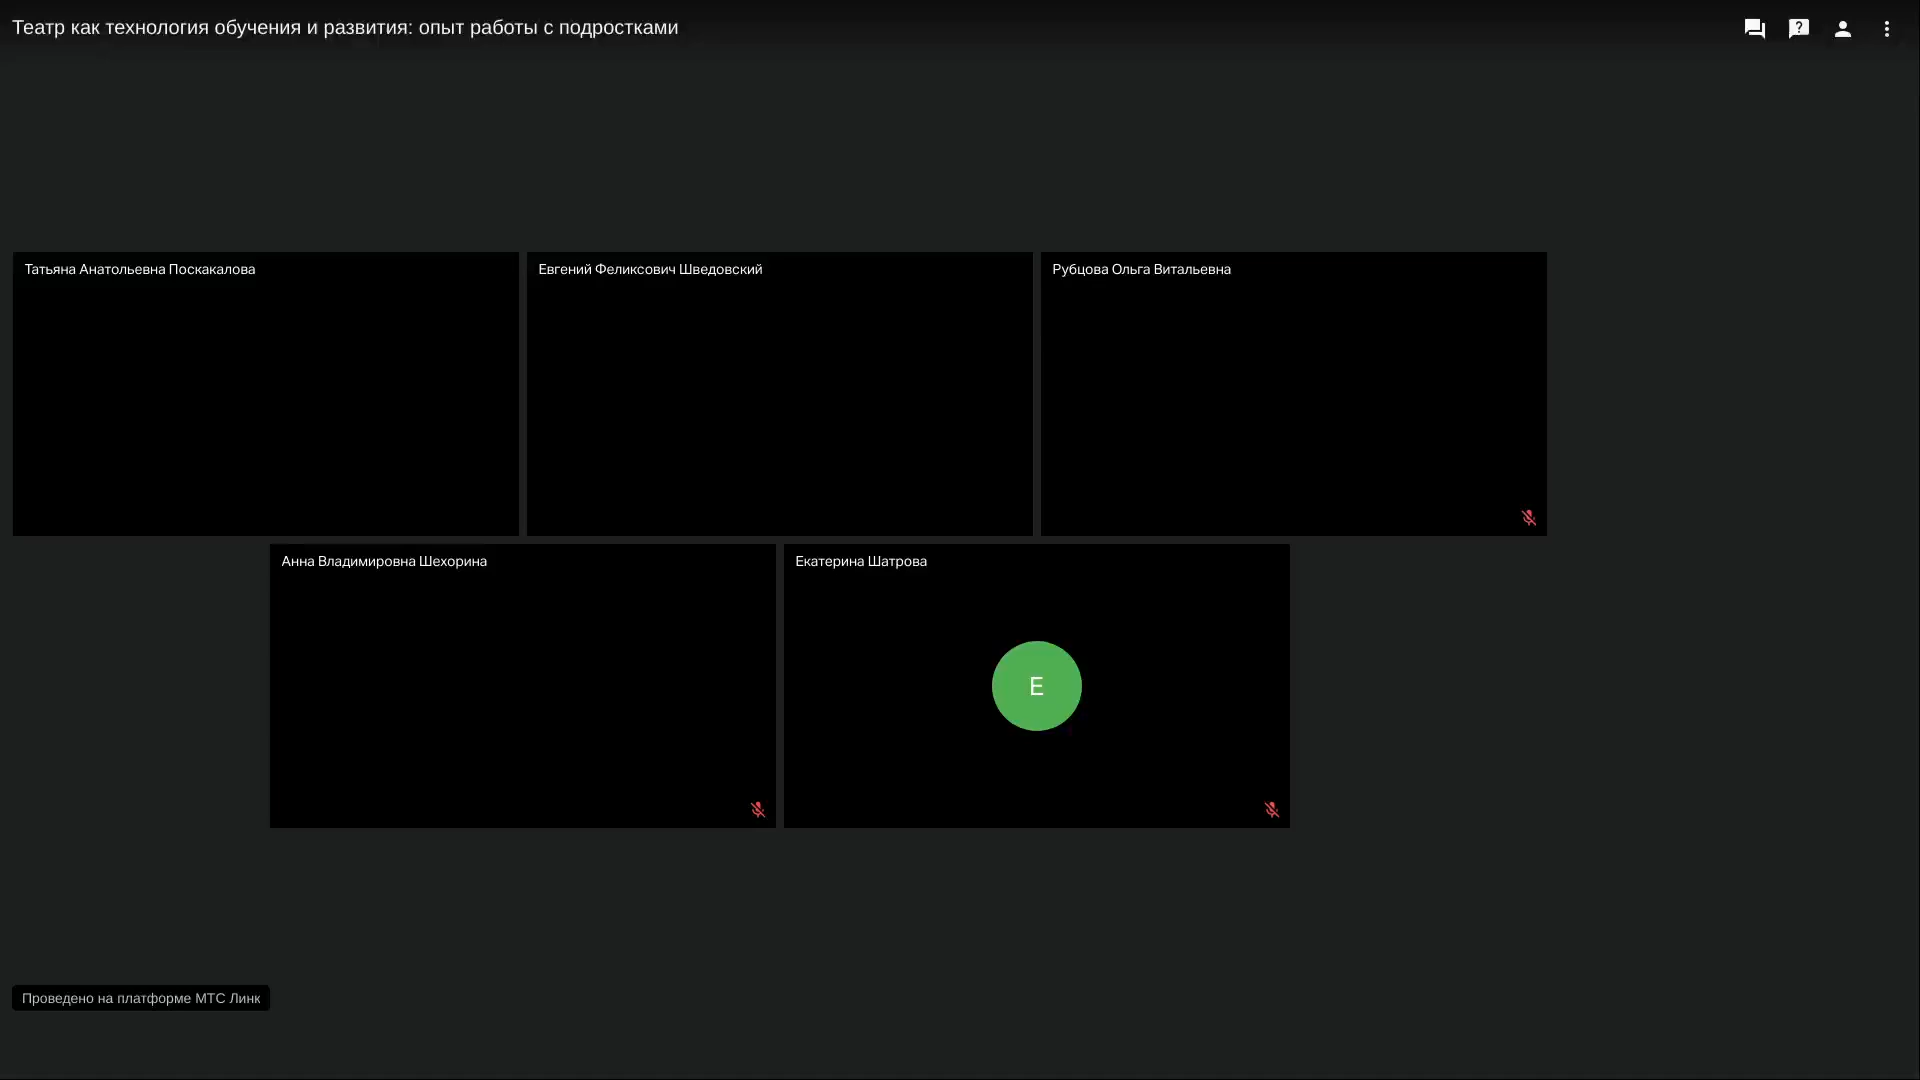 Театр как технология обучения и развития: опыт работы с подростками
Татьяна Анатольевна Поскакалова
Евгений Феликсович Шведовский
Рубцова Ольга Витальевна
Анна Владимировна Шехорина
Екатерина Шатрова
Е
Проведено на платформе МТС Линк